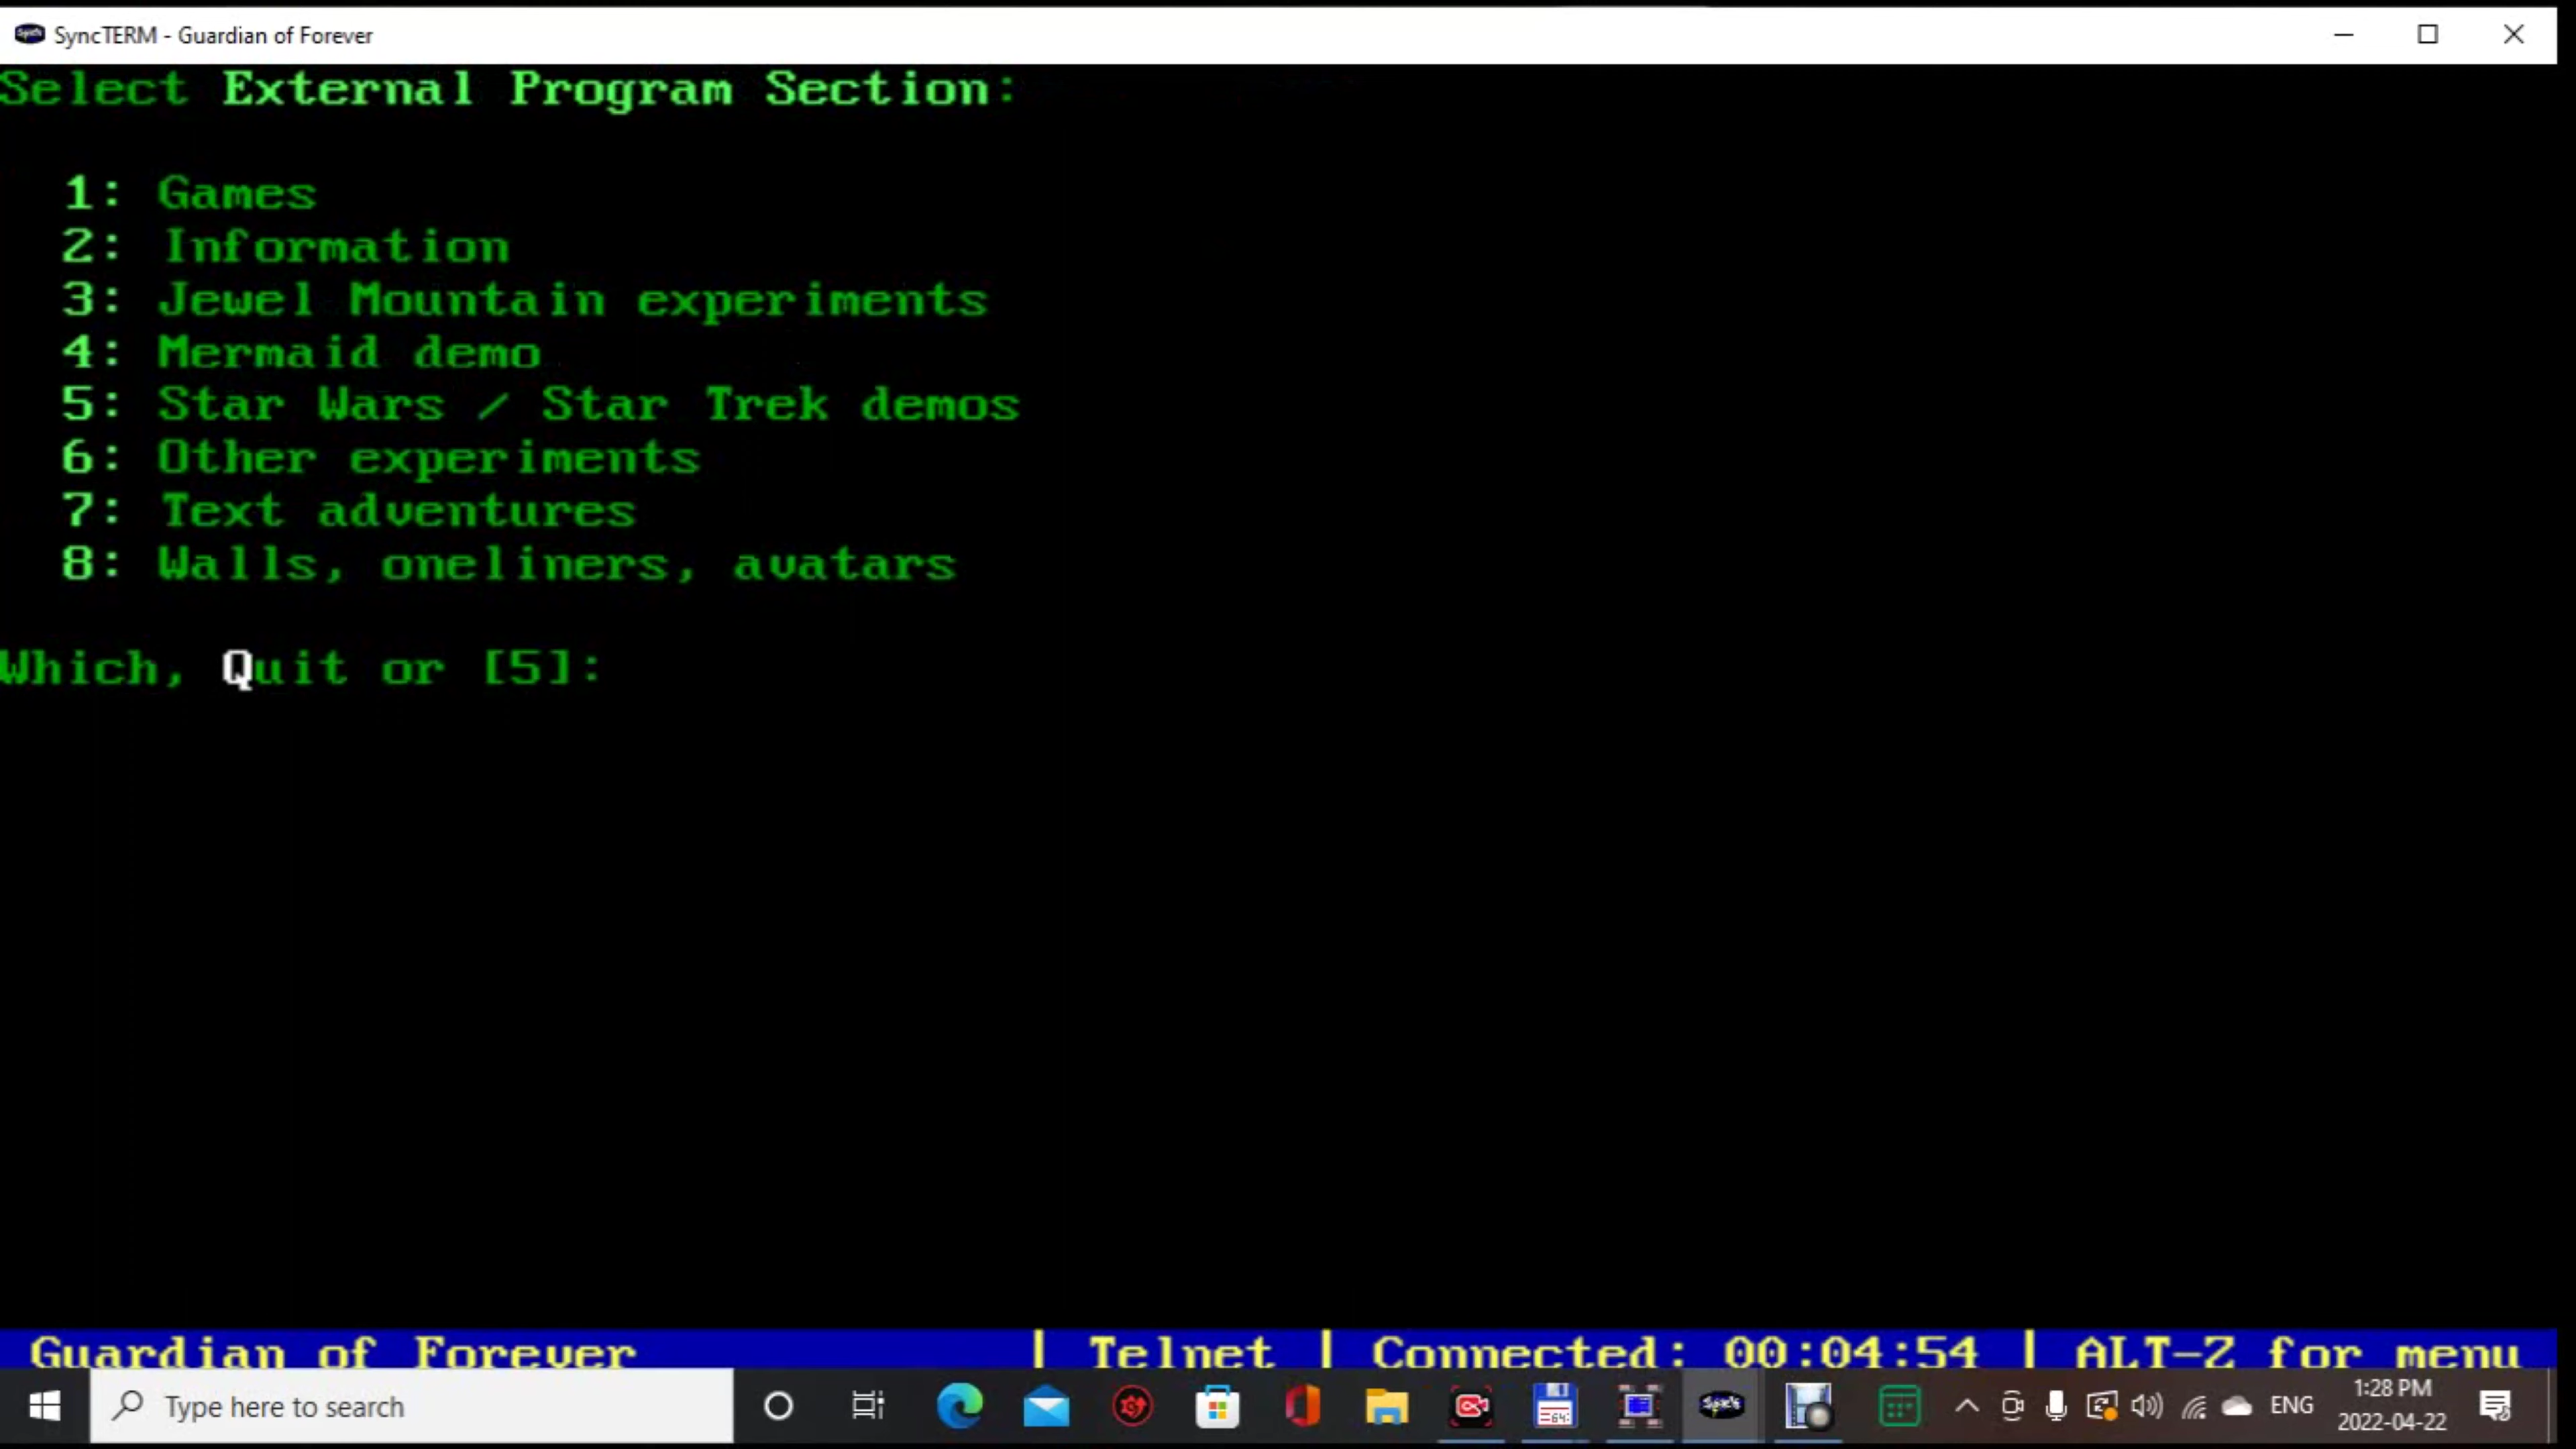 SyncTERM - Guardian of Forever
Select External Program Section:
1: Games
2: Information
3: Jewel Mountain experiments
4: Mermaid demo
5: Star Wars / Star Trek demos
6: Other experiments
7: Text adventures
8: Walls, oneliners, avatars
Which, Quit or [5]:
Guardian of Forever | Telnet | Connected: 00:04:54 | ALT-Z for menu
Type here to search
ENG
1:28 PM
2022-04-22